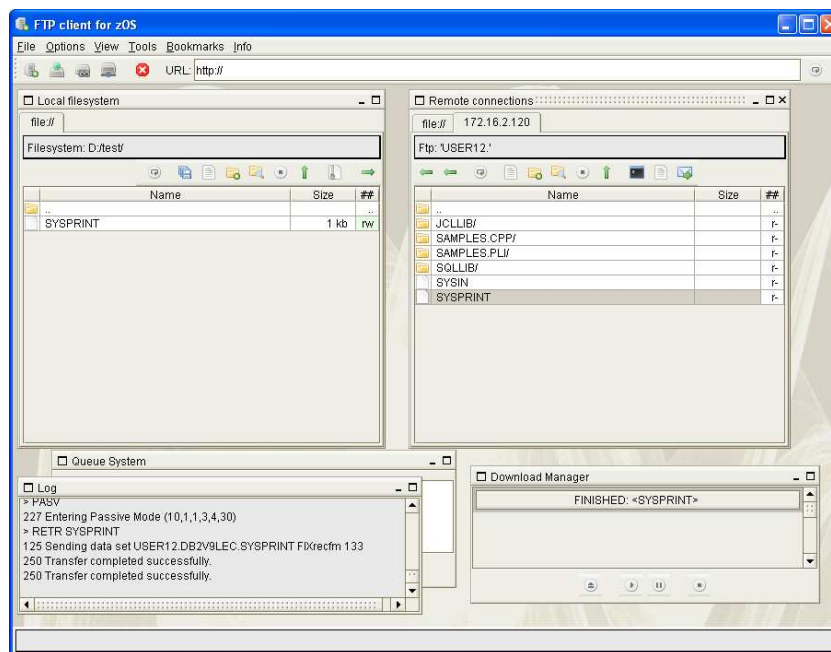 FTP client for zOS
File Options View Tools Bookmarks Info
URL: http://
Local filesystem
file://
Filesystem: D:/test/
Name Size ##
.. ..
SYSPRINT 1 kb rw
Remote connections
file:// 172.16.2.120
Ftp: 'USER12.'
Name Size ##
.. ..
JCLLIB/ r-
SAMPLES.CPP/ r-
SAMPLES.PLI/ r-
SQLLIB/ r-
SYSIN r-
SYSPRINT r-
Queue System
Log
> PASV
227 Entering Passive Mode (10,1,1,3,4,30)
> RETR SYSPRINT
125 Sending data set USER12.DB2V9LEC.SYSPRINT FIXrecfm 133
250 Transfer completed successfully.
250 Transfer completed successfully.
Download Manager
FINISHED: «SYSPRINT»